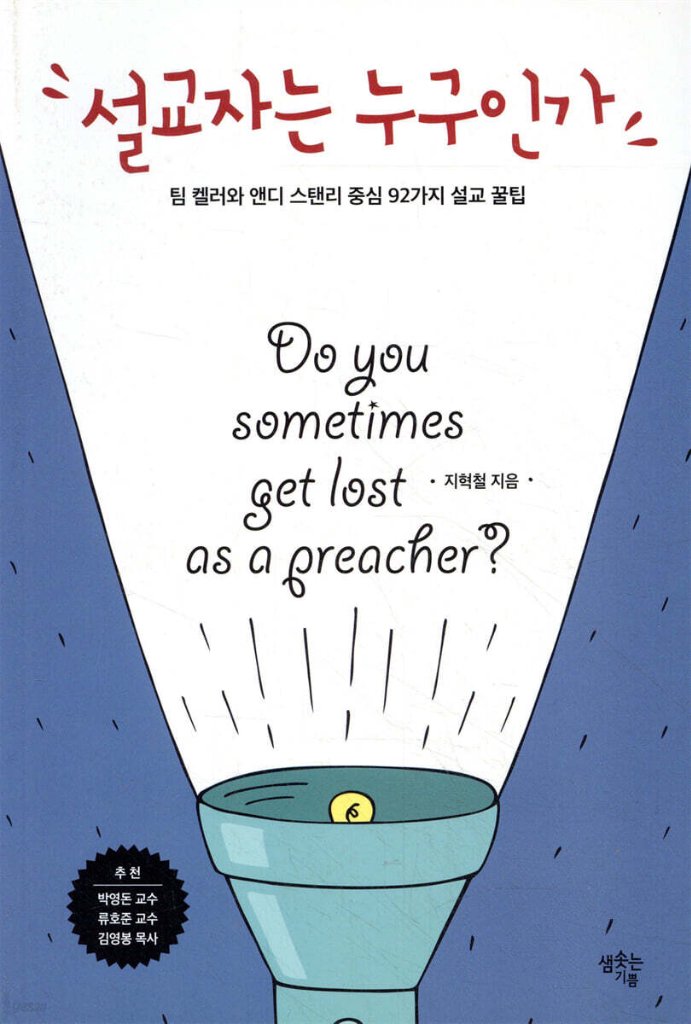 설교자는 누구인가
팀 켈러와 앤디 스탠리 중심 92가지 설교 꿀팁
Do you
sometimes
get lost
as a preacher?
· 지혁철 지음 ·
추천
박영돈 교수
류호준 교수
김영봉 목사
샘솟는
기쁨